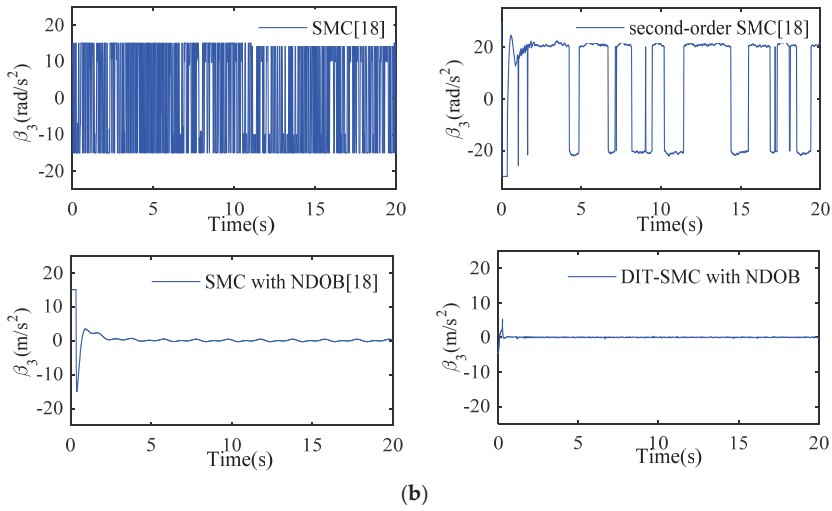 SMC[18]
20
10
0
-10
-20
β3(rad/s²)
0 5 10 15 20
Time(s)
second-order SMC[18]
20
0
-20
β3(rad/s²)
0 5 10 15 20
Time(s)
SMC with NDOB[18]
20
10
0
-10
-20
β3(m/s²)
0 5 10 15 20
Time(s)
DIT-SMC with NDOB
20
10
0
-10
-20
β3(m/s²)
0 5 10 15 20
Time(s)
(b)